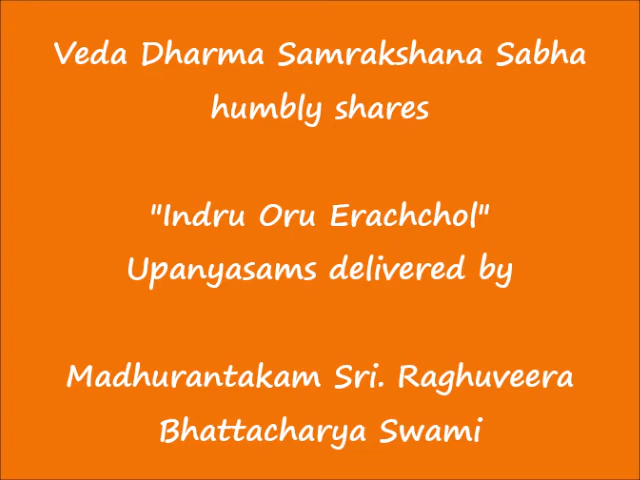 Veda Dharma Samrakshana Sabha
humbly shares
"Indru Oru Erachchol"
Upanyasams delivered by
Madhurantakam Sri. Raghuveera
Bhattacharya Swami